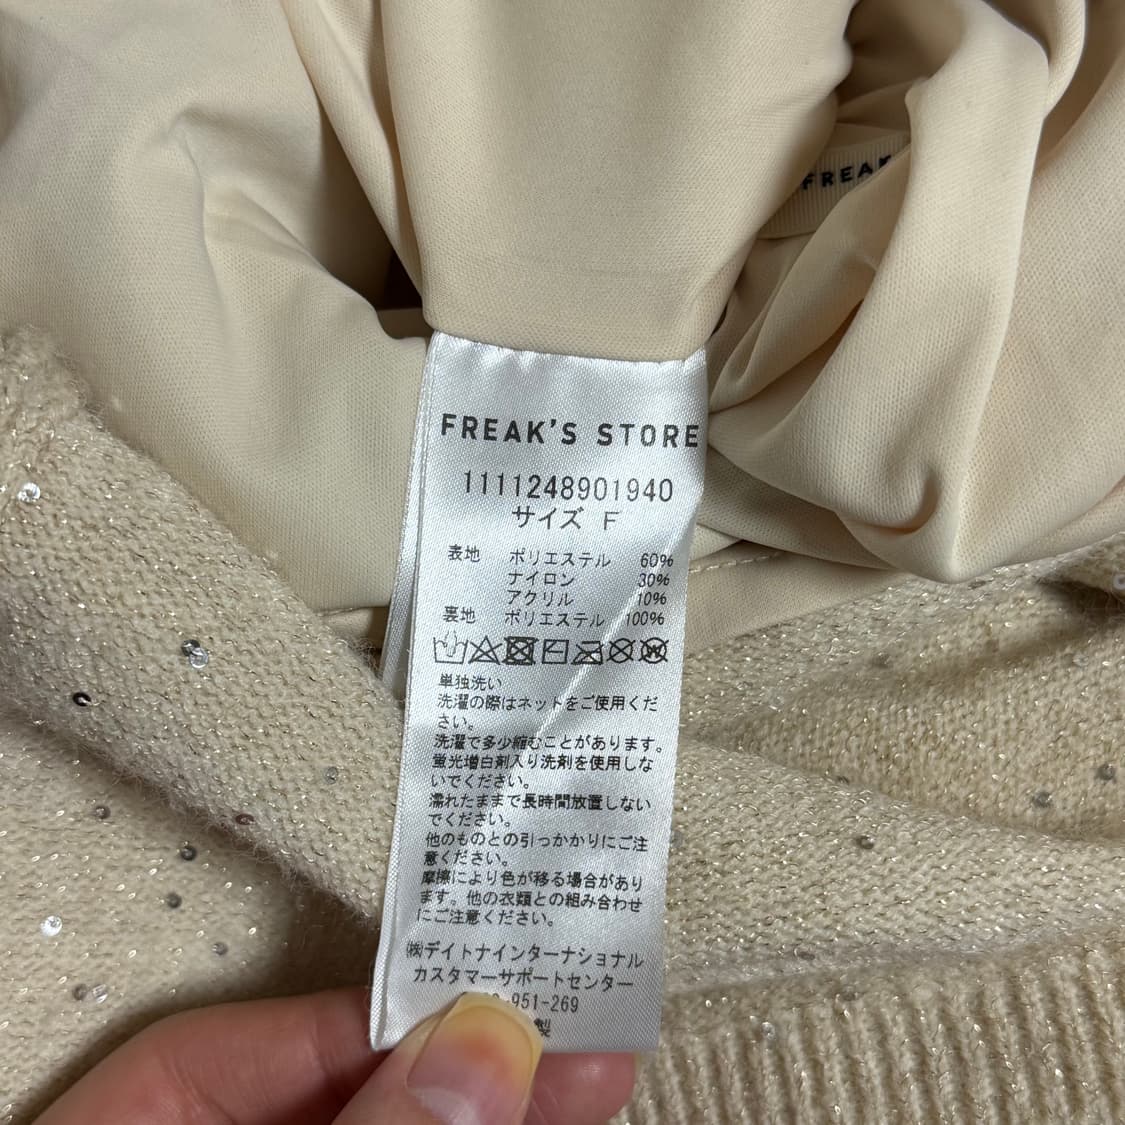 FREAK
FREAK'S STORE
1111248901940
サイズ F
表地 ポリエステル 60%
ナイロン 30%
アクリル 10%
裏地 ポリエステル 100%
単独洗い
洗濯の際はネットをご使用くだ
さい。
洗濯で多少縮むことがあります。
蛍光増白剤入り洗剤を使用しな
いでください。
濡れたままで長時間放置しない
でください。
他のものとの引っかかりにご注
意ください。
摩擦により色が移る場合があり
ます。他の衣類との組み合わせ
にご注意ください。
㈱デイトナインターナショナル
カスタマーサポートセンター
-951-269
製